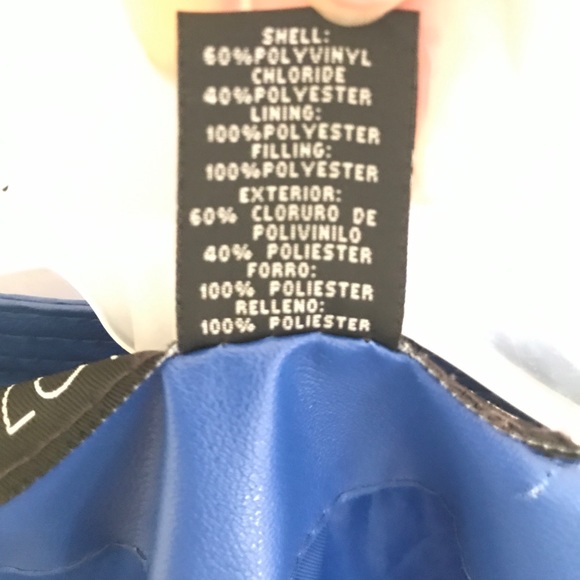 SHELL:
60%POLYVINYL
CHLORIDE
40%POLYESTER
LINING:
100%POLYESTER
FILLING:
100%POLYESTER
EXTERIOR:
60% CLORURO DE
POLIVINILO
40% POLIESTER
FORRO:
100% POLIESTER
RELLENO:
100% POLIESTER